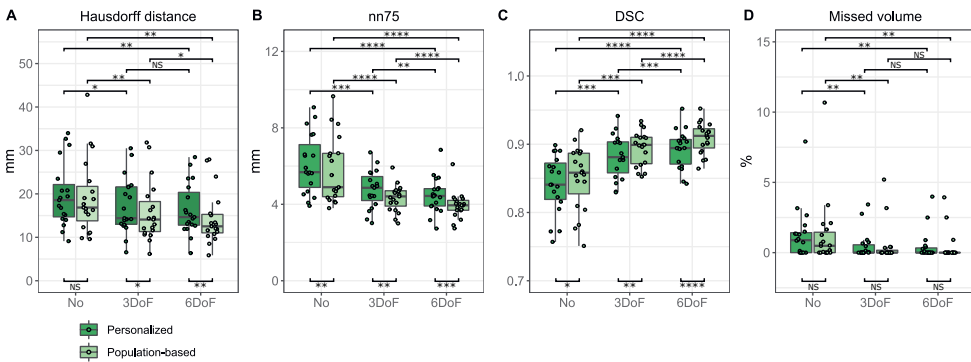 A Hausdorff distance
B nn75
C DSC
D Missed volume
**
**
*
NS
**
*
mm
50
40
30
20
10
0
NS
*
**
No
3DoF
6DoF
****
****
****
**
****
***
mm
12
8
4
0
**
**
***
No
3DoF
6DoF
****
****
****
***
***
***
1.0
0.9
0.8
0.7
*
**
****
No
3DoF
6DoF
**
**
NS
NS
**
**
%
15
10
5
0
NS
NS
NS
No
3DoF
6DoF
Personalized
Population-based